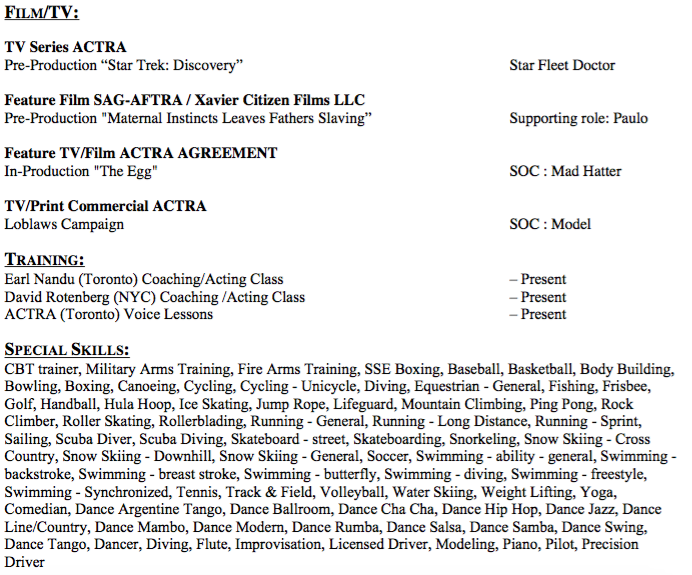 FILM/TV:
TV Series ACTRA
Pre-Production “Star Trek: Discovery” Star Fleet Doctor
Feature Film SAG-AFTRA / Xavier Citizen Films LLC
Pre-Production "Maternal Instincts Leaves Fathers Slaving” Supporting role: Paulo
Feature TV/Film ACTRA AGREEMENT
In-Production "The Egg" SOC : Mad Hatter
TV/Print Commercial ACTRA
Loblaws Campaign SOC : Model
TRAINING:
Earl Nandu (Toronto) Coaching/Acting Class – Present
David Rotenberg (NYC) Coaching /Acting Class – Present
ACTRA (Toronto) Voice Lessons – Present
SPECIAL SKILLS:
CBT trainer, Military Arms Training, Fire Arms Training, SSE Boxing, Baseball, Basketball, Body Building,
Bowling, Boxing, Canoeing, Cycling, Cycling - Unicycle, Diving, Equestrian - General, Fishing, Frisbee,
Golf, Handball, Hula Hoop, Ice Skating, Jump Rope, Lifeguard, Mountain Climbing, Ping Pong, Rock
Climber, Roller Skating, Rollerblading, Running - General, Running - Long Distance, Running - Sprint,
Sailing, Scuba Diver, Scuba Diving, Skateboard - street, Skateboarding, Snorkeling, Snow Skiing - Cross
Country, Snow Skiing - Downhill, Snow Skiing - General, Soccer, Swimming - ability - general, Swimming -
backstroke, Swimming - breast stroke, Swimming - butterfly, Swimming - diving, Swimming - freestyle,
Swimming - Synchronized, Tennis, Track & Field, Volleyball, Water Skiing, Weight Lifting, Yoga,
Comedian, Dance Argentine Tango, Dance Ballroom, Dance Cha Cha, Dance Hip Hop, Dance Jazz, Dance
Line/Country, Dance Mambo, Dance Modern, Dance Rumba, Dance Salsa, Dance Samba, Dance Swing,
Dance Tango, Dancer, Diving, Flute, Improvisation, Licensed Driver, Modeling, Piano, Pilot, Precision
Driver